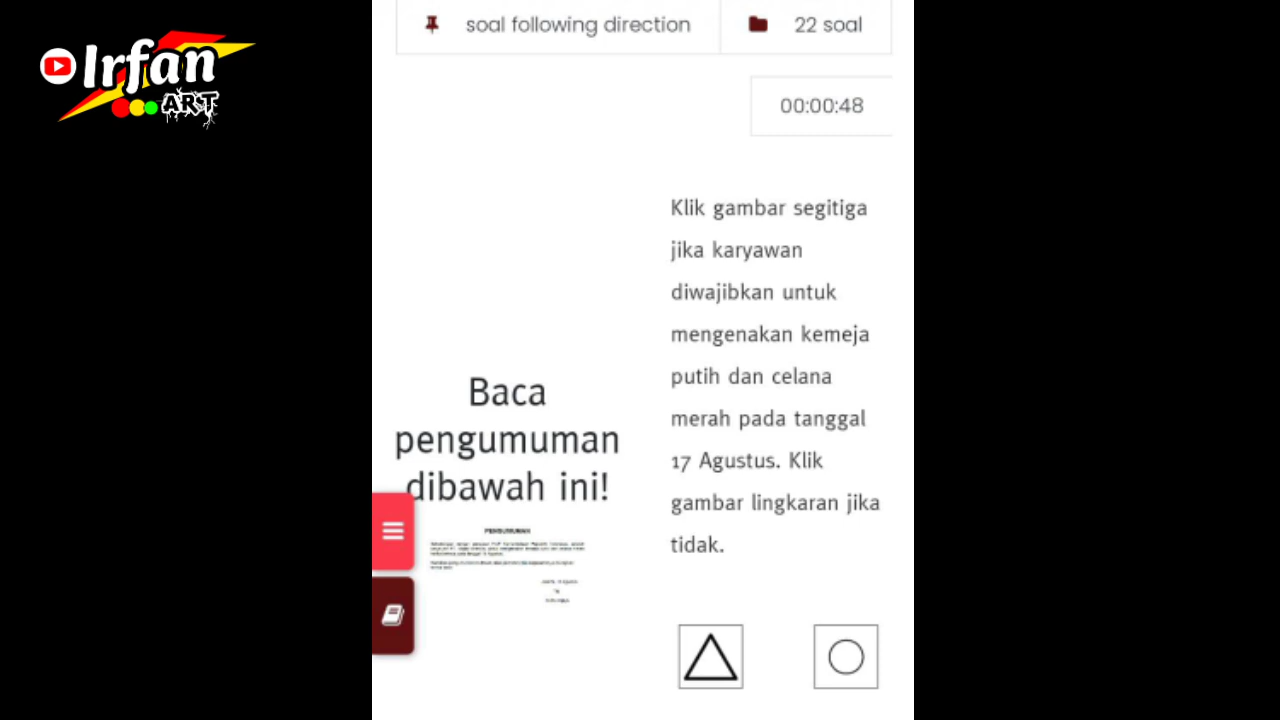 Irfan
ART
soal following direction
22 soal
00:00:48
Klik gambar segitiga
jika karyawan
diwajibkan untuk
mengenakan kemeja
putih dan celana
merah pada tanggal
17 Agustus. Klik
gambar lingkaran jika
tidak.
Baca
pengumuman
dibawah ini!
PENGUMUMAN